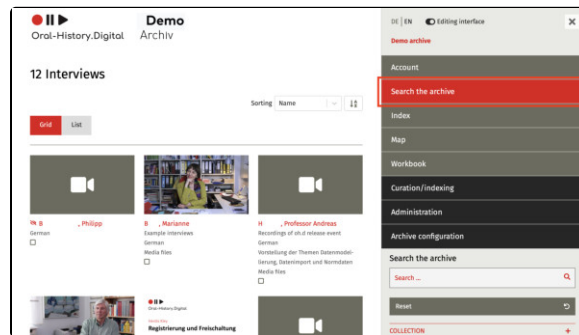 Oral-History.Digital
Demo
Archiv
12 Interviews
Sorting Name
Grid List
B , Philipp
German
B , Marianne
Example interviews
German
Media files
H , Professor Andreas
Recordings of oh.d release event
German
Vorstellung der Themen Datenmodel-
lierung, Datenimport und Normdaten
Media files
Oral-History.Digital
Registrierung und Freischaltung
DE | EN Editing interface
Demo archive
Account
Search the archive
Index
Map
Workbook
Curation/indexing
Administration
Archive configuration
Search the archive
Search ...
Reset
COLLECTION +